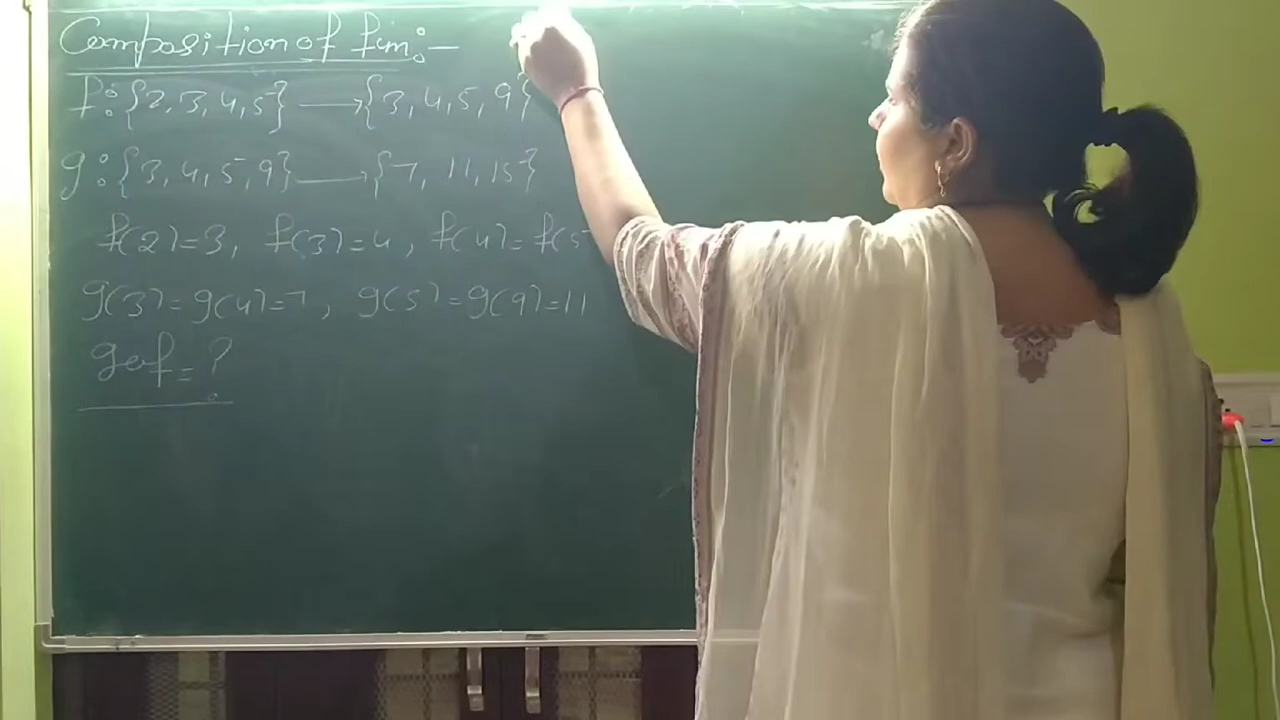 Composition of fun:-
f:{2,3,4,5} → {3,4,5,9}
g:{3,4,5,9} → {7,11,15}
f(2)=3, f(3)=4, f(4)=f(5
g(3)=g(4)=7, g(5)=g(9)=11
gof=?